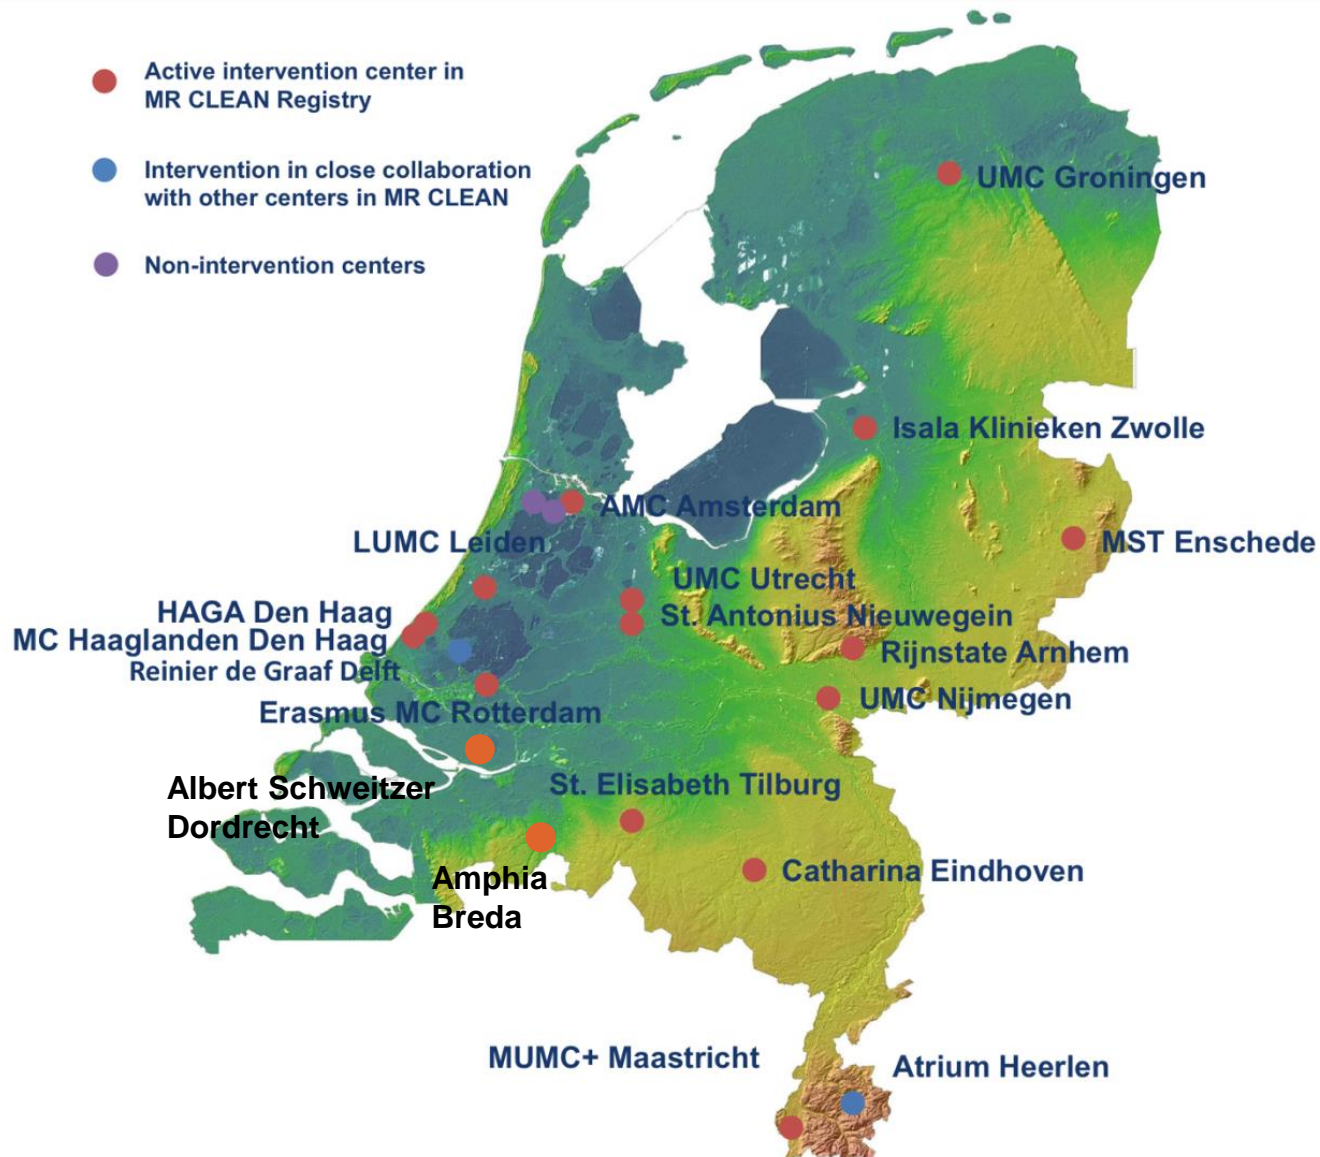 Active intervention center in
MR CLEAN Registry
Intervention in close collaboration
with other centers in MR CLEAN
Non-intervention centers
UMC Groningen
Isala Klinieken Zwolle
AMC Amsterdam
LUMC Leiden
MST Enschede
UMC Utrecht
HAGA Den Haag
St. Antonius Nieuwegein
MC Haaglanden Den Haag
Rijnstate Arnhem
Reinier de Graaf Delft
UMC Nijmegen
Erasmus MC Rotterdam
Albert Schweitzer
Dordrecht
St. Elisabeth Tilburg
Catharina Eindhoven
Amphia
Breda
MUMC+ Maastricht
Atrium Heerlen